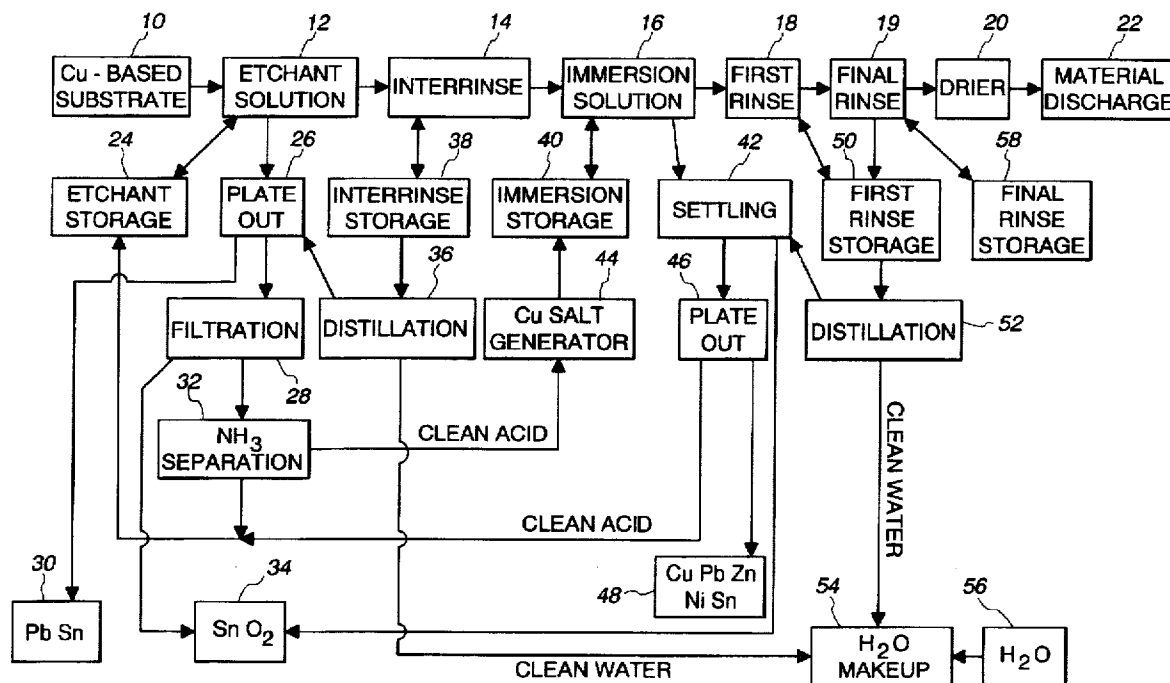 10
12
14
16
18
19
20
22
Cu - BASED
SUBSTRATE
ETCHANT
SOLUTION
INTERRINSE
IMMERSION
SOLUTION
FIRST
RINSE
FINAL
RINSE
DRIER
MATERIAL
DISCHARGE
24
26
38
40
42
50
58
ETCHANT
STORAGE
PLATE
OUT
INTERRINSE
STORAGE
IMMERSION
STORAGE
SETTLING
FIRST
RINSE
STORAGE
FINAL
RINSE
STORAGE
36
44
46
FILTRATION
DISTILLATION
Cu SALT
GENERATOR
PLATE
OUT
DISTILLATION
52
28
32
NH3
SEPARATION
CLEAN ACID
CLEAN WATER
CLEAN ACID
30
34
48
54
56
Pb Sn
Sn O2
Cu Pb Zn
Ni Sn
H2O
MAKEUP
H2O
CLEAN WATER